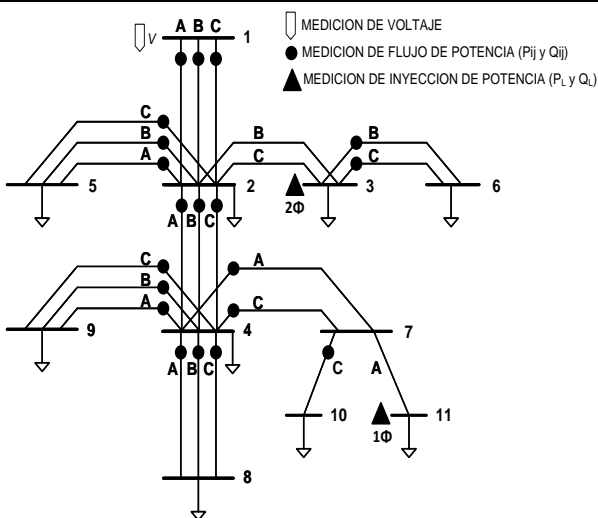 V A B C 1
MEDICION DE VOLTAJE
MEDICION DE FLUJO DE POTENCIA (Pij y Qij)
MEDICION DE INYECCION DE POTENCIA (PL y QL)
C
B
A
B
C
B
C
5
2
3
6
2Φ
A B C
C
B
A
A
C
9
4
7
A B C
C
A
10
11
1Φ
8